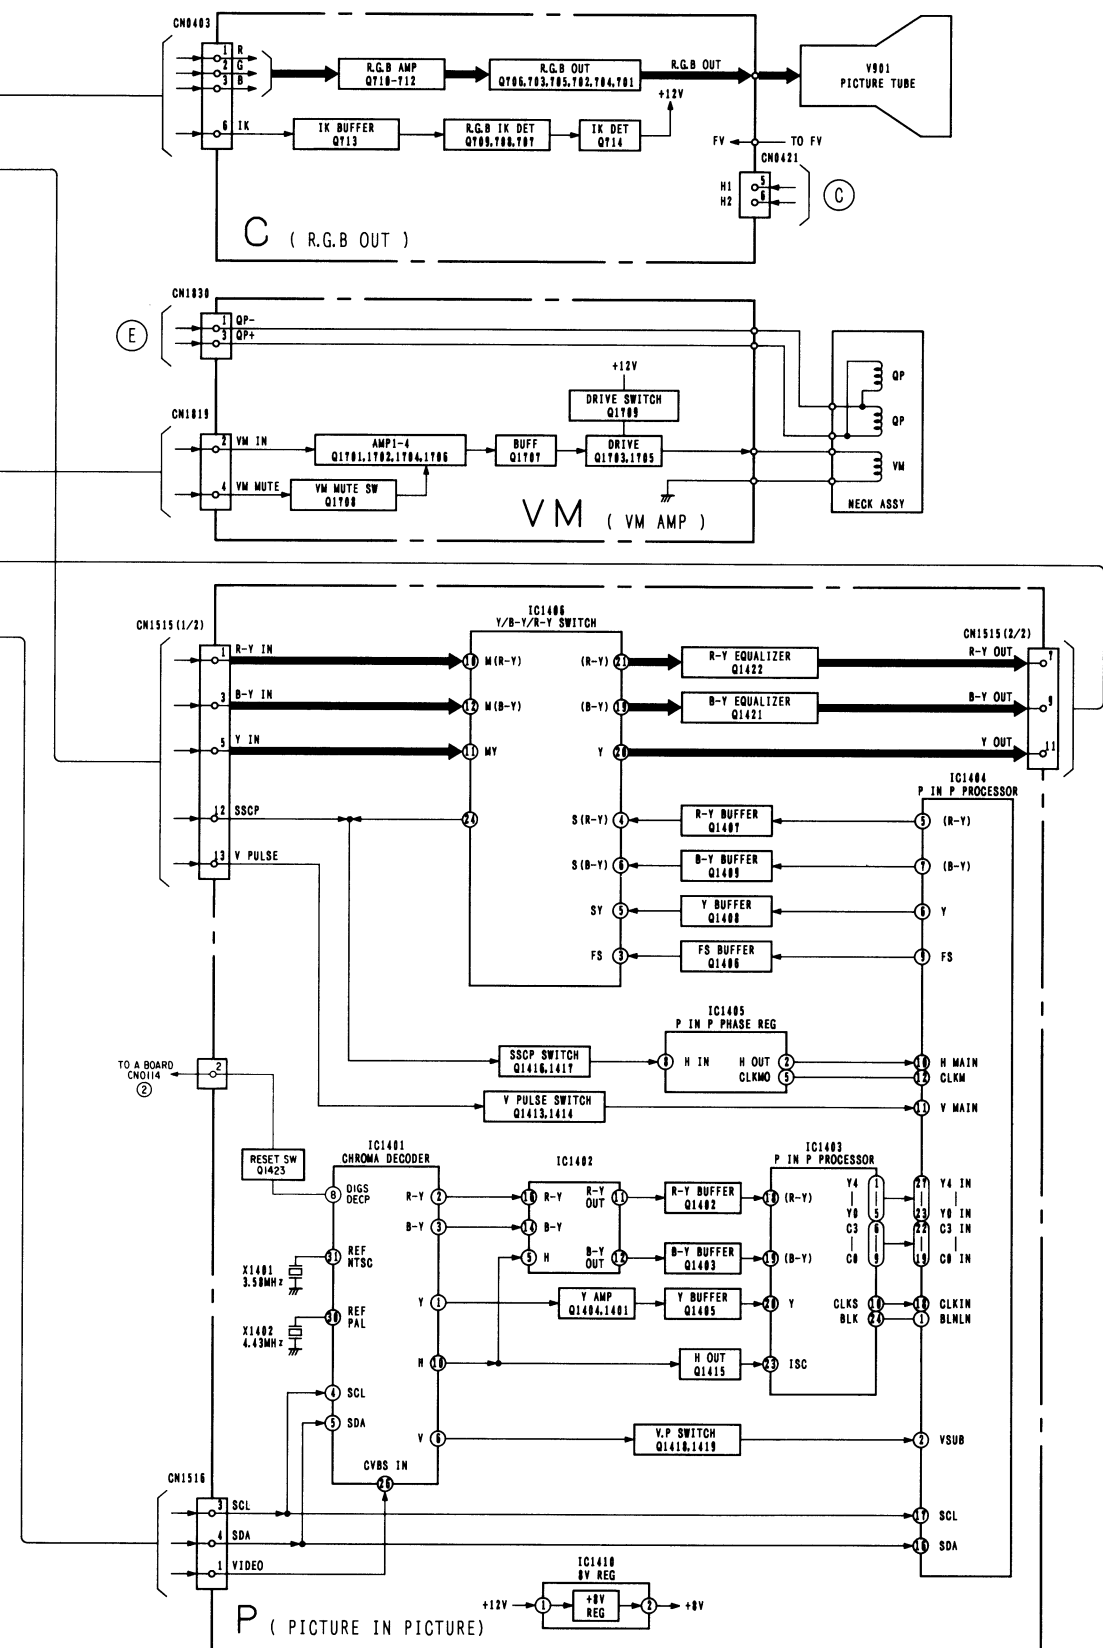 CN0403
1 R
2 G
3 B
6 IK
R.G.B AMP
Q710-712
R.G.B OUT
Q706,703,705,702,704,701
R.G.B OUT
+12V
V901
PICTURE TUBE
IK BUFFER
Q713
R.G.B IK DET
Q709,708,707
IK DET
Q714
FV
TO FV
CN0421
H1 5
H2 6
C
C ( R.G.B OUT )
CN1830
E
1 QP-
3 QP+
+12V
DRIVE SWITCH
Q1709
QP
QP
VM
NECK ASSY
CN1819
2 VM IN
4 VM MUTE
AMP1-4
Q1701,1702,1704,1706
BUFF
Q1707
DRIVE
Q1703,1705
VM MUTE SW
Q1708
VM ( VM AMP )
CN1515(1/2)
IC1406
Y/B-Y/R-Y SWITCH
CN1515(2/2)
1 R-Y IN
10 M(R-Y)
(R-Y) 21
R-Y EQUALIZER
Q1422
R-Y OUT 7
3 B-Y IN
12 M(B-Y)
(B-Y) 19
B-Y EQUALIZER
Q1421
B-Y OUT 9
5 Y IN
11 MY
Y 20
Y OUT 11
IC1404
P IN P PROCESSOR
12 SSCP
24
S(R-Y) 4
R-Y BUFFER
Q1407
5 (R-Y)
13 V PULSE
S(B-Y) 6
B-Y BUFFER
Q1409
7 (B-Y)
SY 5
Y BUFFER
Q1408
6 Y
FS 3
FS BUFFER
Q1406
9 FS
IC1405
P IN P PHASE REG
SSCP SWITCH
Q1416,1417
8 H IN
H OUT 2
CLKMO 5
10 H MAIN
12 CLKM
TO A BOARD
CN0114
2
2
V PULSE SWITCH
Q1413,1414
11 V MAIN
RESET SW
Q1423
IC1401
CHROMA DECODER
IC1402
IC1403
P IN P PROCESSOR
8 DIGS
DECP
R-Y 2
16 R-Y
R-Y
OUT 11
R-Y BUFFER
Q1402
18 (R-Y)
Y4 1
Y0 5
27 Y4 IN
23 Y0 IN
B-Y 3
14 B-Y
C3 6
C0 9
22 C3 IN
19 C0 IN
X1401
3.58MHz
31 REF
NTSC
5 H
B-Y
OUT 12
B-Y BUFFER
Q1403
19 (B-Y)
X1402
4.43MHz
30 REF
PAL
Y 1
Y AMP
Q1404,1401
Y BUFFER
Q1405
20 Y
CLKS 10
18 CLKIN
BLK 24
1 BLNLN
H 10
H OUT
Q1415
23 ISC
4 SCL
5 SDA
V 6
V.P SWITCH
Q1418,1419
2 VSUB
CVBS IN
26
CN1516
3 SCL
17 SCL
4 SDA
16 SDA
1 VIDEO
IC1410
8V REG
+12V 1
+8V
REG
2 +8V
P ( PICTURE IN PICTURE)